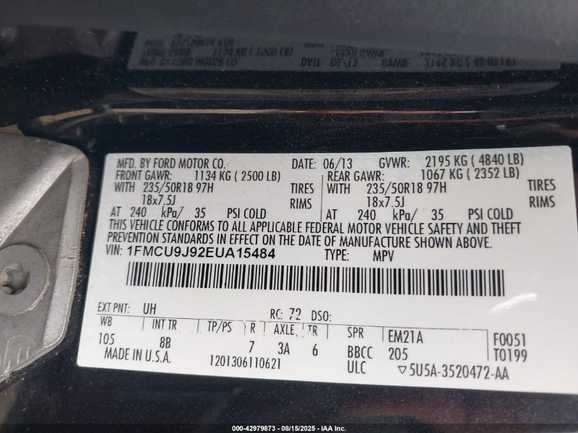 MFD. BY FORD MOTOR CO. DATE: 06/13 GVWR: 2195 KG ( 4840 LB)
FRONT GAWR: 1134 KG ( 2500 LB) REAR GAWR: 1067 KG ( 2352 LB)
WITH 235/50R18 97H TIRES WITH 235/50R18 97H TIRES
18x7.5J RIMS 18x7.5J RIMS
AT 240 kPa/ 35 PSI COLD AT 240 kPa/ 35 PSI COLD
THIS VEHICLE CONFORMS TO ALL APPLICABLE FEDERAL MOTOR VEHICLE SAFETY AND
THEFT PREVENTION STANDARDS IN EFFECT ON THE DATE OF MANUFACTURE SHOWN ABOVE.
VIN: 1FMCU9J92EUA15484 TYPE: MPV
EXT PNT: UH RC: 72 DSO:
WB INT TR TP/PS R AXLE TR SPR EM21A F0051
105 8B 7 3A 6 BBCC 205 T0199
MADE IN U.S.A. 1201306110621 ULC ▽5U5A-3520472-AA
000-42979873 - 08/15/2025 - IAA Inc.